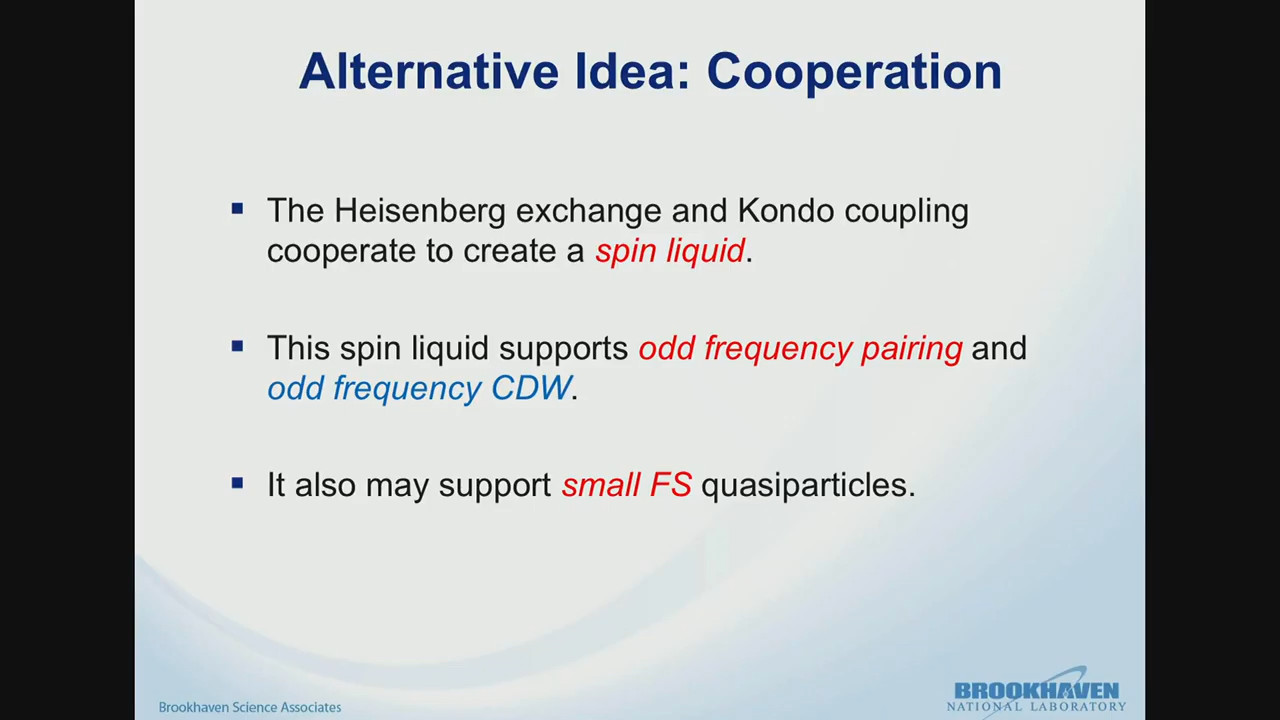 Alternative Idea: Cooperation
▪ The Heisenberg exchange and Kondo coupling
cooperate to create a spin liquid.
▪ This spin liquid supports odd frequency pairing and
odd frequency CDW.
▪ It also may support small FS quasiparticles.
Brookhaven Science Associates
BROOKHAVEN
NATIONAL LABORATORY